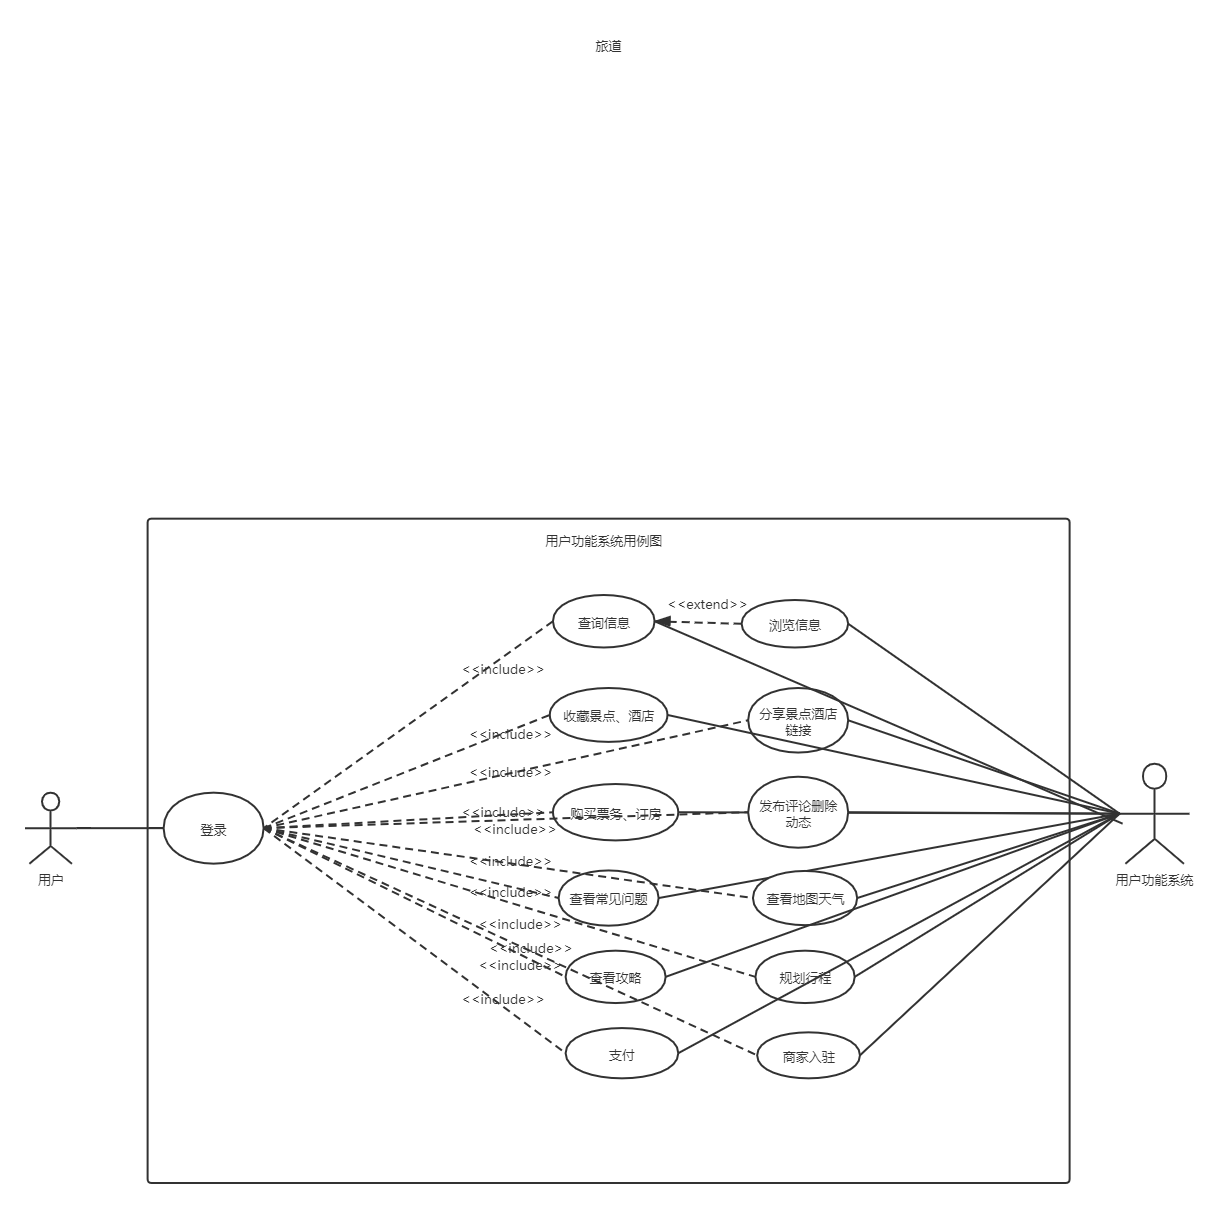 旅道
用户功能系统用例图
<<extend>>
查询信息
浏览信息
<<include>>
收藏景点、酒店
分享景点酒店
链接
<<include>>
<<include>>
<<include>>
购买票务、订房
发布评论删除
动态
<<include>>
登录
<<include>>
用户
用户功能系统
<<include>>
查看常见问题
查看地图天气
<<include>>
<<include>>
<<include>>
查看攻略
规划行程
<<include>>
支付
商家入驻